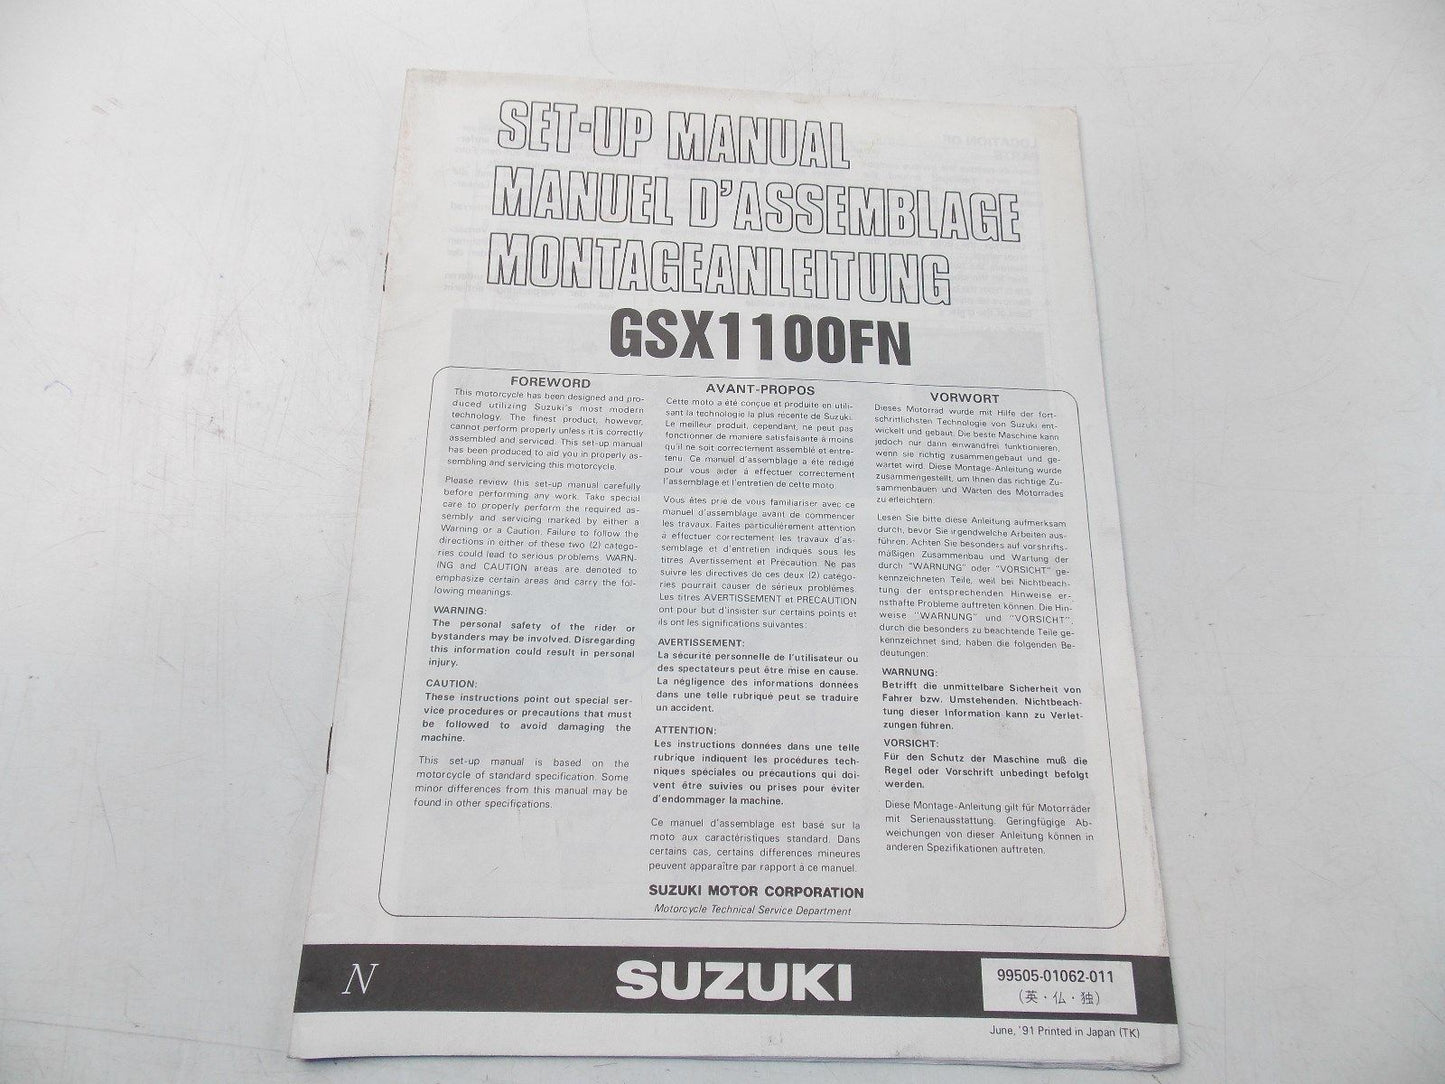 SET-UP MANUAL
MANUEL D'ASSEMBLAGE
MONTAGEANLEITUNG
GSX1100FN
FOREWORD
This motorcycle has been designed and pro-
duced utilizing Suzuki's most modern
technology. The finest product, however,
cannot perform properly unless it is correctly
assembled and serviced. This set-up manual
has been produced to aid you in properly as-
sembling and servicing this motorcycle.
Please review this set-up manual carefully
before performing any work. Take special
care to properly perform the required as-
sembly and servicing marked by either a
Warning or a Caution. Failure to follow the
directions in either of these two (2) catego-
ries could lead to serious problems. WARN-
ING and CAUTION areas are denoted to
emphasize certain areas and carry the fol-
lowing meanings.
WARNING:
The personal safety of the rider or
bystanders may be involved. Disregarding
this information could result in personal
injury.
CAUTION:
These instructions point out special ser-
vice procedures or precautions that must
be followed to avoid damaging the
machine.
This set-up manual is based on the
motorcycle of standard specification. Some
minor differences from this manual may be
found in other specifications.
AVANT-PROPOS
Cette moto a été conçue et produite en utili-
sant la technologie la plus récente de Suzuki.
Le meilleur produit, cependant, ne peut pas
fonctionner de manière satisfaisante à moins
qu'il ne soit correctement assemblé et entre-
tenu. Ce manuel d'assemblage a été rédigé
pour vous aider à effectuer correctement
l'assemblage et l'entretien de cette moto.
Vous êtes prié de vous familiariser avec ce
manuel d'assemblage avant de commencer
les travaux. Faites particulièrement attention
à effectuer correctement les travaux d'as-
semblage et d'entretien indiqués sous les
titres Avertissement et Précaution. Ne pas
suivre les directives de ces deux (2) catégo-
ries pourrait causer de sérieux problèmes.
Les titres AVERTISSEMENT et PRECAUTION
ont pour but d'insister sur certains points et
ils ont les significations suivantes:
AVERTISSEMENT:
La sécurité personnelle de l'utilisateur ou
des spectateurs peut être mise en cause.
La négligence des informations données
dans une telle rubrique peut se traduire
un accident.
ATTENTION:
Les instructions données dans une telle
rubrique indiquent les procédures tech-
niques spéciales ou précautions qui doi-
vent être suivies ou prises pour éviter
d'endommager la machine.
Ce manuel d'assemblage est basé sur la
moto aux caractéristiques standard. Dans
certains cas, certains differences mineures
peuvent apparaître par rapport à ce manuel.
VORWORT
Dieses Motorrad wurde mit Hilfe der fort-
schrittlichsten Technologie von Suzuki ent-
wickelt und gebaut. Die beste Maschine kann
jedoch nur dann einwandfrei funktionieren,
wenn sie richtig zusammengebaut und ge-
wartet wird. Diese Montage-Anleitung wurde
zusammengestellt, um Ihnen das richtige Zu-
sammenbauen und Warten des Motorrades
zu erleichtern.
Lesen Sie bitte diese Anleitung aufmerksam
durch, bevor Sie irgendwelche Arbeiten aus-
führen. Achten Sie besonders auf vorschrifts-
mäßigen Zusammenbau und Wartung der
durch "WARNUNG" oder "VORSICHT" ge-
kennzeichneten Teile, weil bei Nichtbeach-
tung der entsprechenden Hinweise er-
nsthafte Probleme auftreten können. Die Hin-
weise "WARNUNG" und "VORSICHT",
durch die besonders zu beachtende Teile ge-
kennzeichnet sind, haben die folgenden Be-
deutungen:
WARNUNG:
Betrifft die unmittelbare Sicherheit von
Fahrer bzw. Umstehenden. Nichtbeach-
tung dieser Information kann zu Verlet-
zungen führen.
VORSICHT:
Für den Schutz der Maschine muß die
Regel oder Vorschrift unbedingt befolgt
werden.
Diese Montage-Anleitung gilt für Motorräder
mit Serienausstattung. Geringfügige Ab-
weichungen von dieser Anleitung können in
anderen Spezifikationen auftreten.
SUZUKI MOTOR CORPORATION
Motorcycle Technical Service Department
N
SUZUKI
99505-01062-011
(英・仏・独)
June, '91 Printed in Japan (TK)